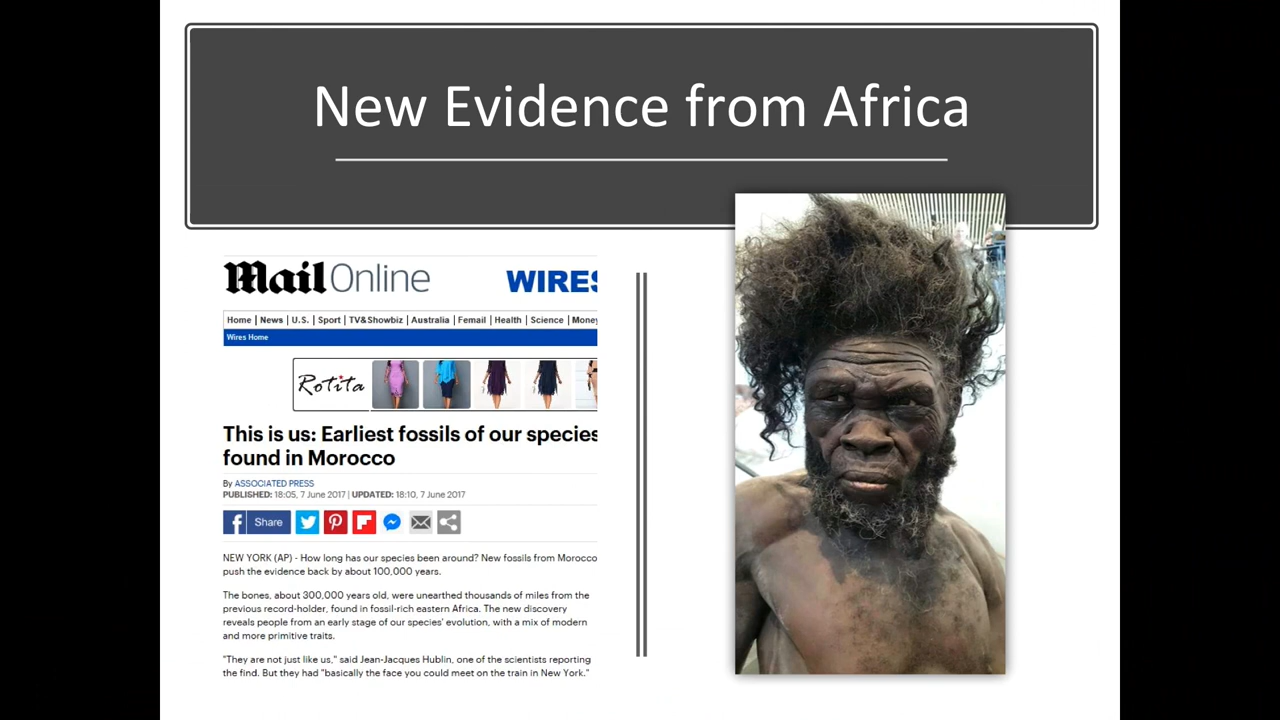 New Evidence from Africa
Mail Online
WIRES
Home | News | U.S. | Sport | TV&Showbiz | Australia | Femail | Health | Science | Money
Wires Home
Rotita
This is us: Earliest fossils of our species
found in Morocco
By ASSOCIATED PRESS
PUBLISHED: 18:05, 7 June 2017 | UPDATED: 18:10, 7 June 2017
Share
NEW YORK (AP) - How long has our species been around? New fossils from Morocco
push the evidence back by about 100,000 years.
The bones, about 300,000 years old, were unearthed thousands of miles from the
previous record-holder, found in fossil-rich eastern Africa. The new discovery
reveals people from an early stage of our species' evolution, with a mix of modern
and more primitive traits.
"They are not just like us," said Jean-Jacques Hublin, one of the scientists reporting
the find. But they had "basically the face you could meet on the train in New York."